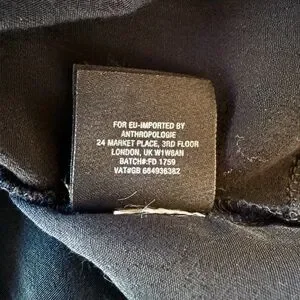 FOR EU-IMPORTED BY
ANTHROPOLOGIE
24 MARKET PLACE, 3RD FLOOR
LONDON, UK W1W8AN
BATCH#:FD 1759
VAT#GB 664936382